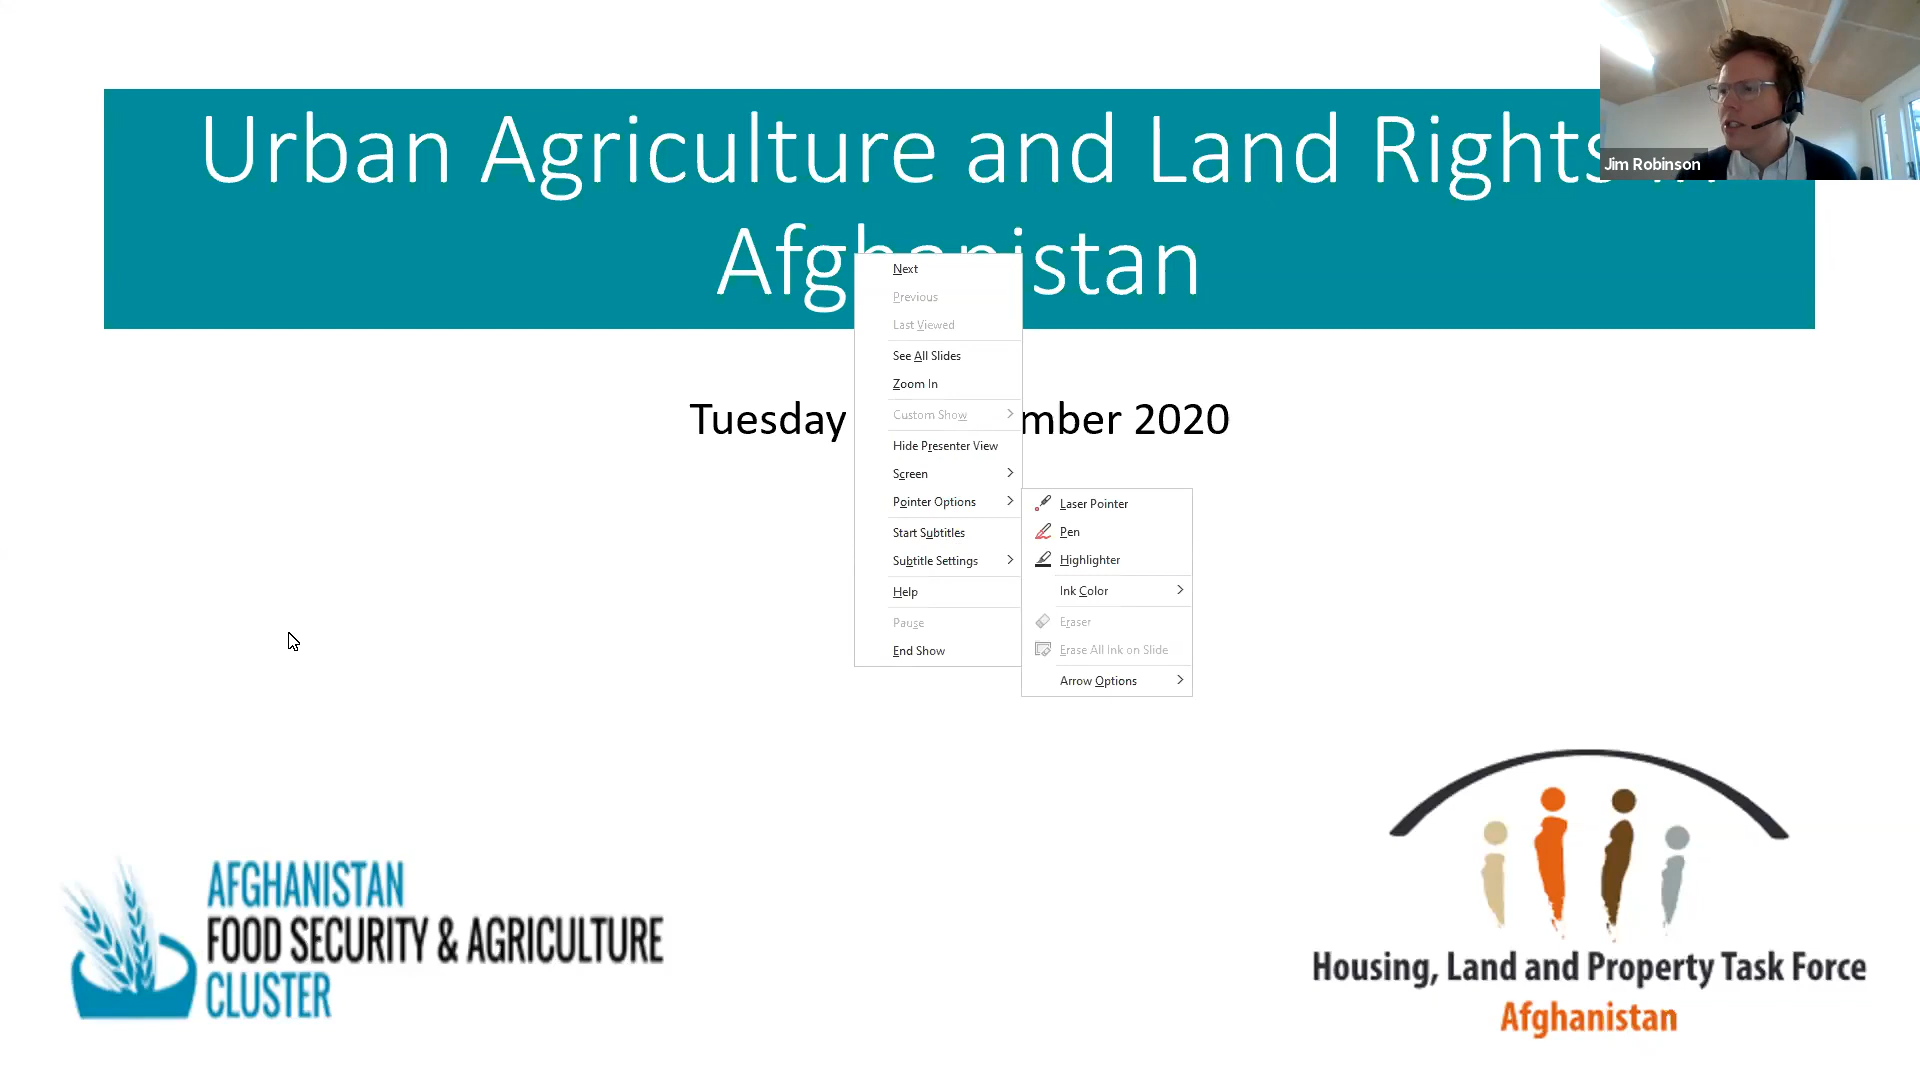 Urban Agriculture and Land Rights
Afghanistan
Jim Robinson
Tuesday mber 2020
Next
Previous
Last Viewed
See All Slides
Zoom In
Custom Show
Hide Presenter View
Screen
Pointer Options
Start Subtitles
Subtitle Settings
Help
Pause
End Show
Laser Pointer
Pen
Highlighter
Ink Color
Eraser
Erase All Ink on Slide
Arrow Options
AFGHANISTAN
FOOD SECURITY & AGRICULTURE
CLUSTER
Housing, Land and Property Task Force
Afghanistan